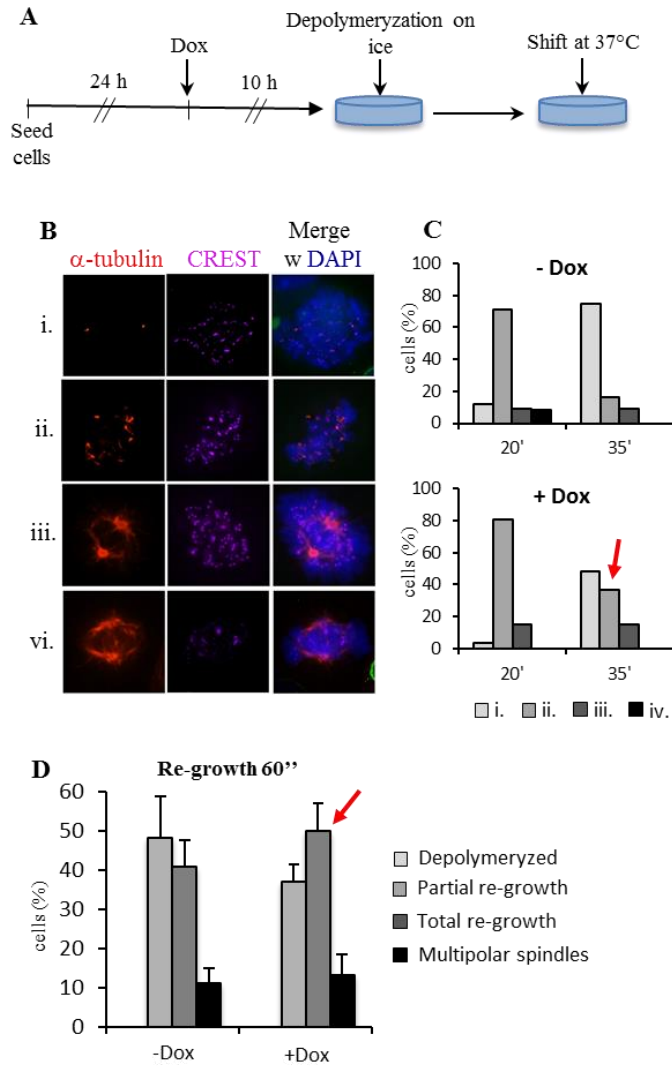 A
Dox
Depolymeryzation on
ice
Shift at 37°C
24 h
10 h
Seed
cells
B
α-tubulin
CREST
Merge
w DAPI
i.
ii.
iii.
vi.
C
- Dox
cells (%)
100
80
60
40
20
0
20'
35'
+ Dox
cells (%)
100
80
60
40
20
0
20'
35'
i.
ii.
iii.
iv.
D
Re-growth 60’’
cells (%)
60
50
40
30
20
10
0
-Dox
+Dox
Depolymeryzed
Partial re-growth
Total re-growth
Multipolar spindles